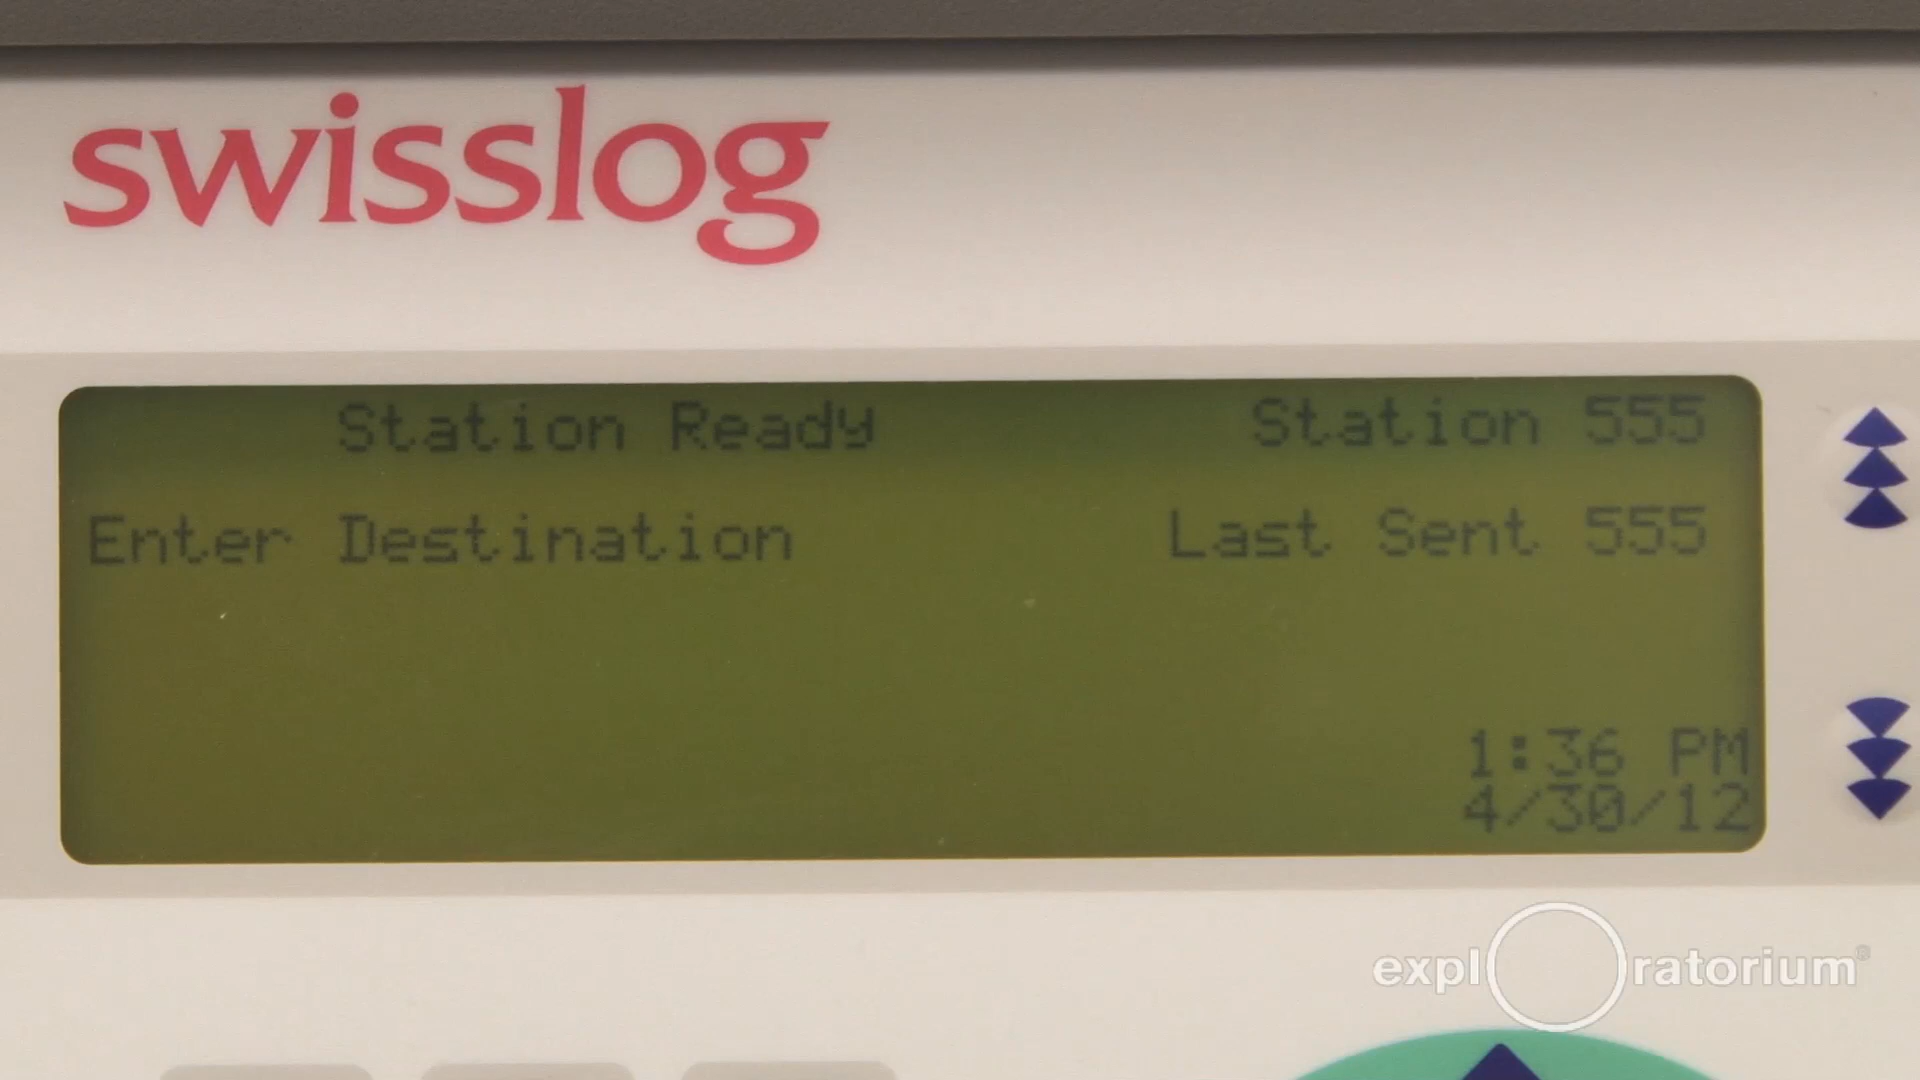 swisslog
Station Ready Station 555
Enter Destination Last Sent 555
1:36 PM
4/30/12
exploratorium®